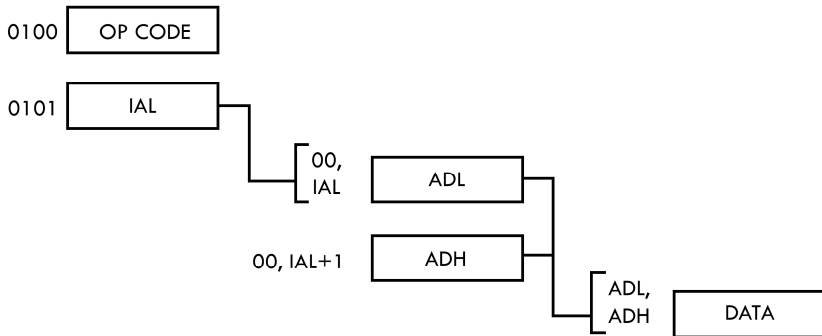 0100 OP CODE
0101 IAL
00,
IAL
ADL
00, IAL+1 ADH
ADL,
ADH
DATA